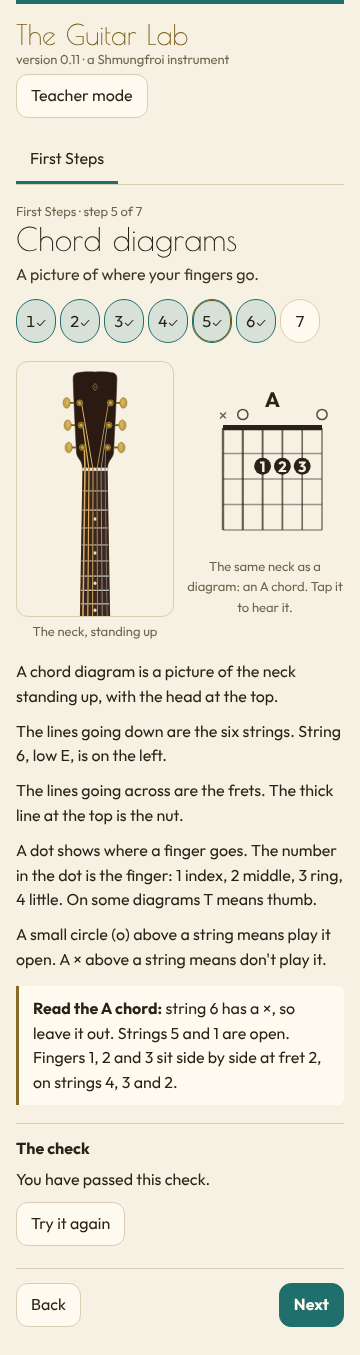 The Guitar Lab
version 0.11 · a Shmungfroi instrument
Teacher mode
First Steps
First Steps · step 5 of 7
Chord diagrams
A picture of where your fingers go.
1✓ 2✓ 3✓ 4✓ 5✓ 6✓ 7
The neck, standing up
A
× o o
1 2 3
The same neck as a
diagram: an A chord. Tap it
to hear it.
A chord diagram is a picture of the neck
standing up, with the head at the top.
The lines going down are the six strings. String
6, low E, is on the left.
The lines going across are the frets. The thick
line at the top is the nut.
A dot shows where a finger goes. The number
in the dot is the finger: 1 index, 2 middle, 3 ring,
4 little. On some diagrams T means thumb.
A small circle (o) above a string means play it
open. A × above a string means don't play it.
Read the A chord: string 6 has a ×, so
leave it out. Strings 5 and 1 are open.
Fingers 1, 2 and 3 sit side by side at fret 2,
on strings 4, 3 and 2.
The check
You have passed this check.
Try it again
Back
Next